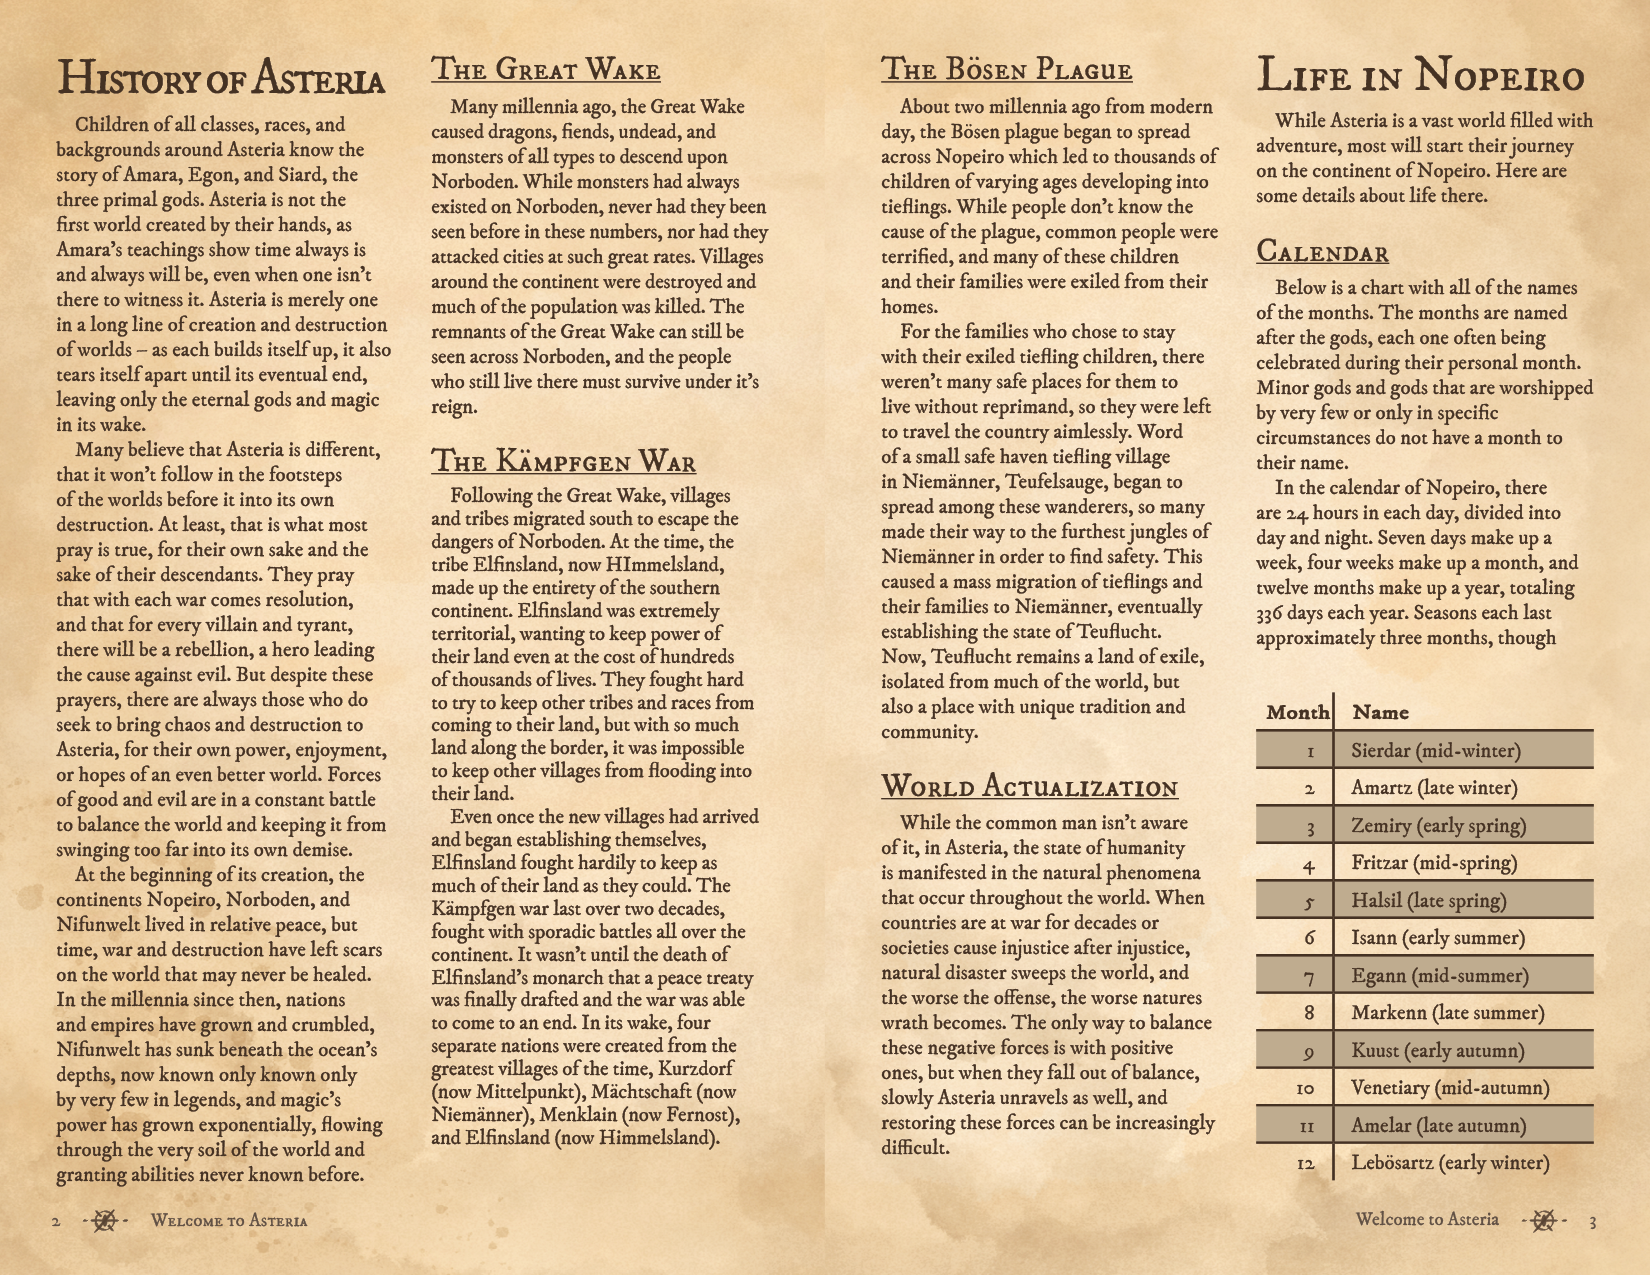 History of Asteria
Children of all classes, races, and
backgrounds around Asteria know the
story of Amara, Egon, and Siard, the
three primal gods. Asteria is not the
first world created by their hands, as
Amara's teachings show time always is
and always will be, even when one isn't
there to witness it. Asteria is merely one
in a long line of creation and destruction
of worlds – as each builds itself up, it also
tears itself apart until its eventual end,
leaving only the eternal gods and magic
in its wake.
Many believe that Asteria is different,
that it won't follow in the footsteps
of the worlds before it into its own
destruction. At least, that is what most
pray is true, for their own sake and the
sake of their descendants. They pray
that with each war comes resolution,
and that for every villain and tyrant,
there will be a rebellion, a hero leading
the cause against evil. But despite these
prayers, there are always those who do
seek to bring chaos and destruction to
Asteria, for their own power, enjoyment,
or hopes of an even better world. Forces
of good and evil are in a constant battle
to balance the world and keeping it from
swinging too far into its own demise.
At the beginning of its creation, the
continents Nopeiro, Norboden, and
Nifunwelt lived in relative peace, but
time, war and destruction have left scars
on the world that may never be healed.
In the millennia since then, nations
and empires have grown and crumbled,
Nifunwelt has sunk beneath the ocean's
depths, now known only known only
by very few in legends, and magic's
power has grown exponentially, flowing
through the very soil of the world and
granting abilities never known before.
The Great Wake
Many millennia ago, the Great Wake
caused dragons, fiends, undead, and
monsters of all types to descend upon
Norboden. While monsters had always
existed on Norboden, never had they been
seen before in these numbers, nor had they
attacked cities at such great rates. Villages
around the continent were destroyed and
much of the population was killed. The
remnants of the Great Wake can still be
seen across Norboden, and the people
who still live there must survive under it's
reign.
The Kämpfgen War
Following the Great Wake, villages
and tribes migrated south to escape the
dangers of Norboden. At the time, the
tribe Elfinsland, now HImmelsland,
made up the entirety of the southern
continent. Elfinsland was extremely
territorial, wanting to keep power of
their land even at the cost of hundreds
of thousands of lives. They fought hard
to try to keep other tribes and races from
coming to their land, but with so much
land along the border, it was impossible
to keep other villages from flooding into
their land.
Even once the new villages had arrived
and began establishing themselves,
Elfinsland fought hardily to keep as
much of their land as they could. The
Kämpfgen war last over two decades,
fought with sporadic battles all over the
continent. It wasn't until the death of
Elfinsland's monarch that a peace treaty
was finally drafted and the war was able
to come to an end. In its wake, four
separate nations were created from the
greatest villages of the time, Kurzdorf
(now Mittelpunkt), Mächtschaft (now
Niemänner), Menklain (now Fernost),
and Elfinsland (now Himmelsland).
2 Welcome to Asteria
The Bösen Plague
About two millennia ago from modern
day, the Bösen plague began to spread
across Nopeiro which led to thousands of
children of varying ages developing into
tieflings. While people don't know the
cause of the plague, common people were
terrified, and many of these children
and their families were exiled from their
homes.
For the families who chose to stay
with their exiled tiefling children, there
weren't many safe places for them to
live without reprimand, so they were left
to travel the country aimlessly. Word
of a small safe haven tiefling village
in Niemänner, Teufelsauge, began to
spread among these wanderers, so many
made their way to the furthest jungles of
Niemänner in order to find safety. This
caused a mass migration of tieflings and
their families to Niemänner, eventually
establishing the state of Teuflucht.
Now, Teuflucht remains a land of exile,
isolated from much of the world, but
also a place with unique tradition and
community.
World Actualization
While the common man isn't aware
of it, in Asteria, the state of humanity
is manifested in the natural phenomena
that occur throughout the world. When
countries are at war for decades or
societies cause injustice after injustice,
natural disaster sweeps the world, and
the worse the offense, the worse natures
wrath becomes. The only way to balance
these negative forces is with positive
ones, but when they fall out of balance,
slowly Asteria unravels as well, and
restoring these forces can be increasingly
difficult.
Life in Nopeiro
While Asteria is a vast world filled with
adventure, most will start their journey
on the continent of Nopeiro. Here are
some details about life there.
Calendar
Below is a chart with all of the names
of the months. The months are named
after the gods, each one often being
celebrated during their personal month.
Minor gods and gods that are worshipped
by very few or only in specific
circumstances do not have a month to
their name.
In the calendar of Nopeiro, there
are 24 hours in each day, divided into
day and night. Seven days make up a
week, four weeks make up a month, and
twelve months make up a year, totaling
336 days each year. Seasons each last
approximately three months, though
Month Name
1 Sierdar (mid-winter)
2 Amartz (late winter)
3 Zemiry (early spring)
4 Fritzar (mid-spring)
5 Halsil (late spring)
6 Isann (early summer)
7 Egann (mid-summer)
8 Markenn (late summer)
9 Kuust (early autumn)
10 Venetiary (mid-autumn)
11 Amelar (late autumn)
12 Lebösartz (early winter)
Welcome to Asteria 3